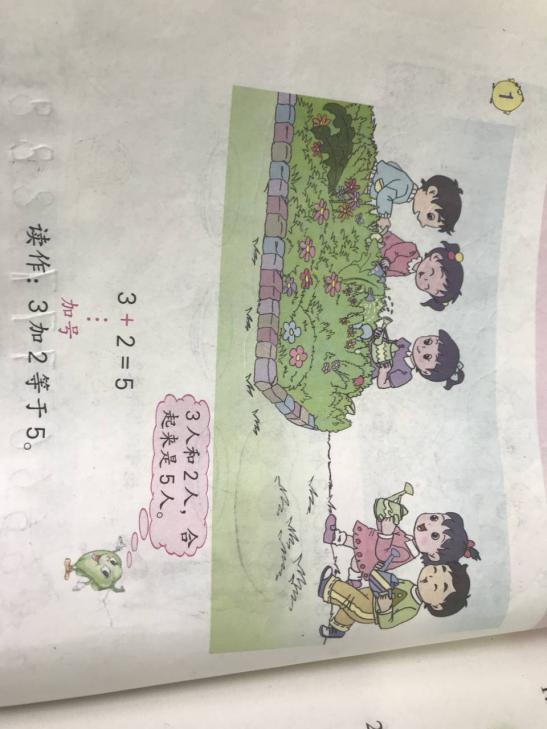 1
3人和2人，合
起来是5人。
3+2=5
加号
读作：3加2等于5。